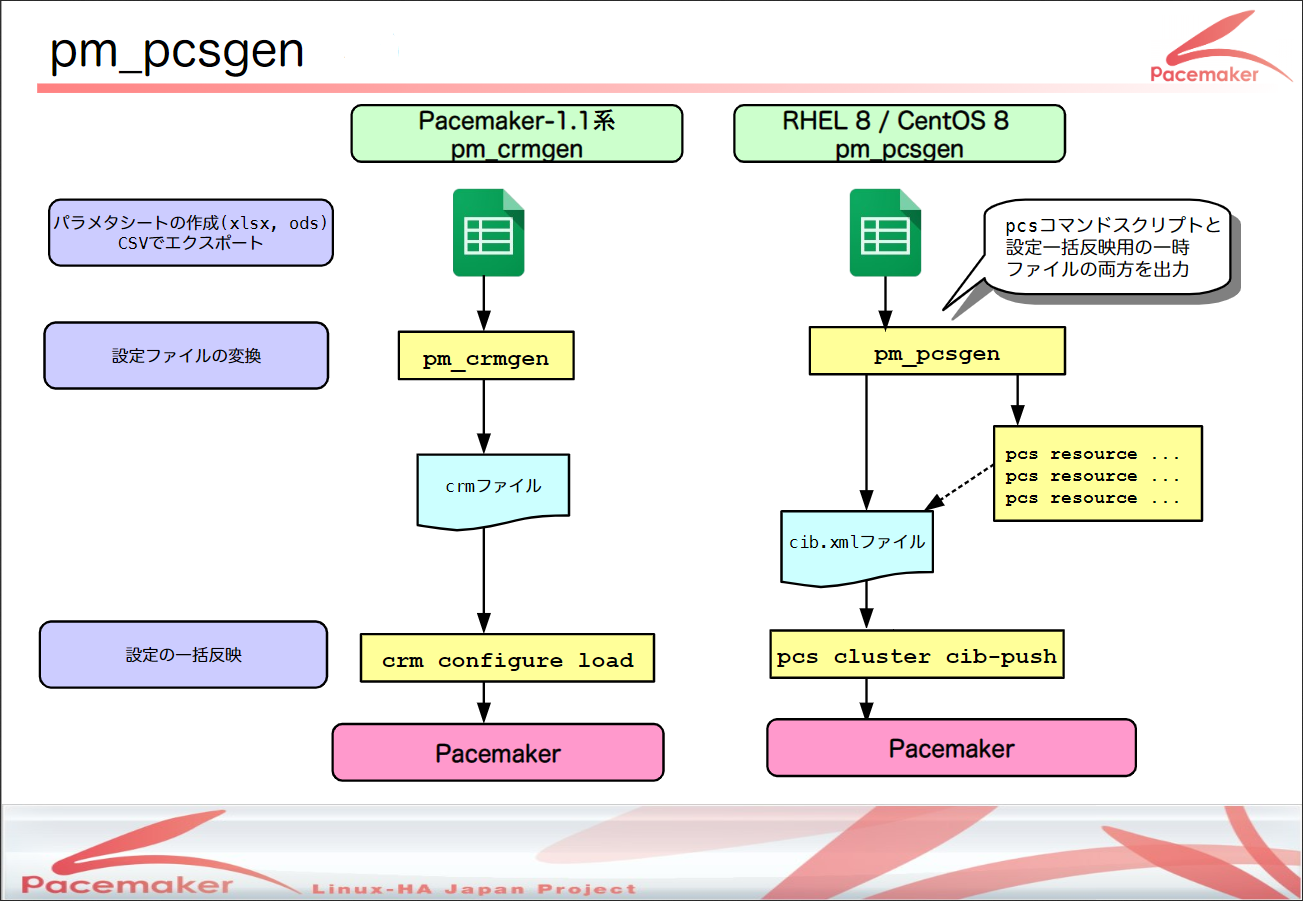 pm_pcsgen
Pacemaker
Pacemaker-1.1系
pm_crmgen
RHEL 8 / CentOS 8
pm_pcsgen
パラメタシートの作成(xlsx, ods)
CSVでエクスポート
pcsコマンドスクリプトと
設定一括反映用の一時
ファイルの両方を出力
設定ファイルの変換
pm_crmgen
pm_pcsgen
crmファイル
pcs resource ...
pcs resource ...
pcs resource ...
cib.xmlファイル
設定の一括反映
crm configure load
pcs cluster cib-push
Pacemaker
Pacemaker
Pacemaker
Linux-HA Japan Project